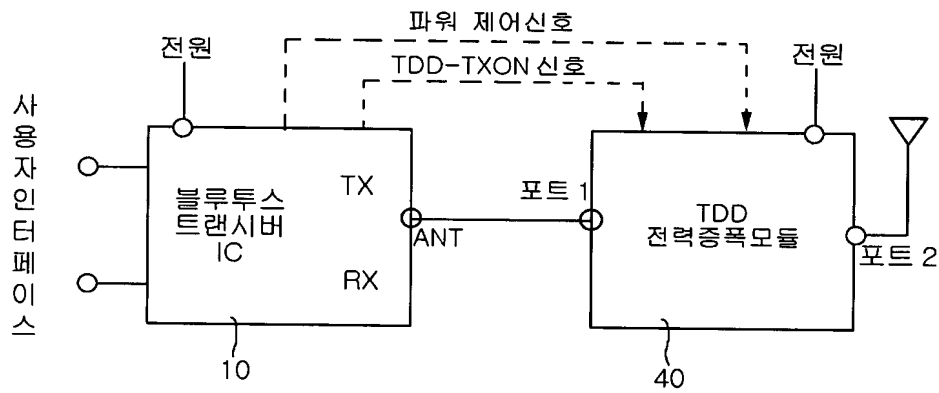 파워 제어신호
전원
TDD-TXON 신호
전원
사용자인터페이스
블루투스
트랜시버
IC
TX
RX
ANT
포트 1
TDD
전력증폭모듈
포트 2
10
40